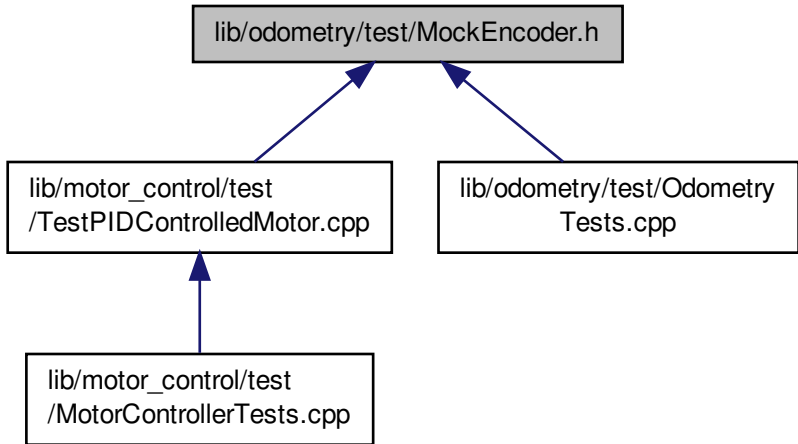 lib/odometry/test/MockEncoder.h
lib/motor_control/test
/TestPIDControlledMotor.cpp
lib/odometry/test/Odometry
Tests.cpp
lib/motor_control/test
/MotorControllerTests.cpp